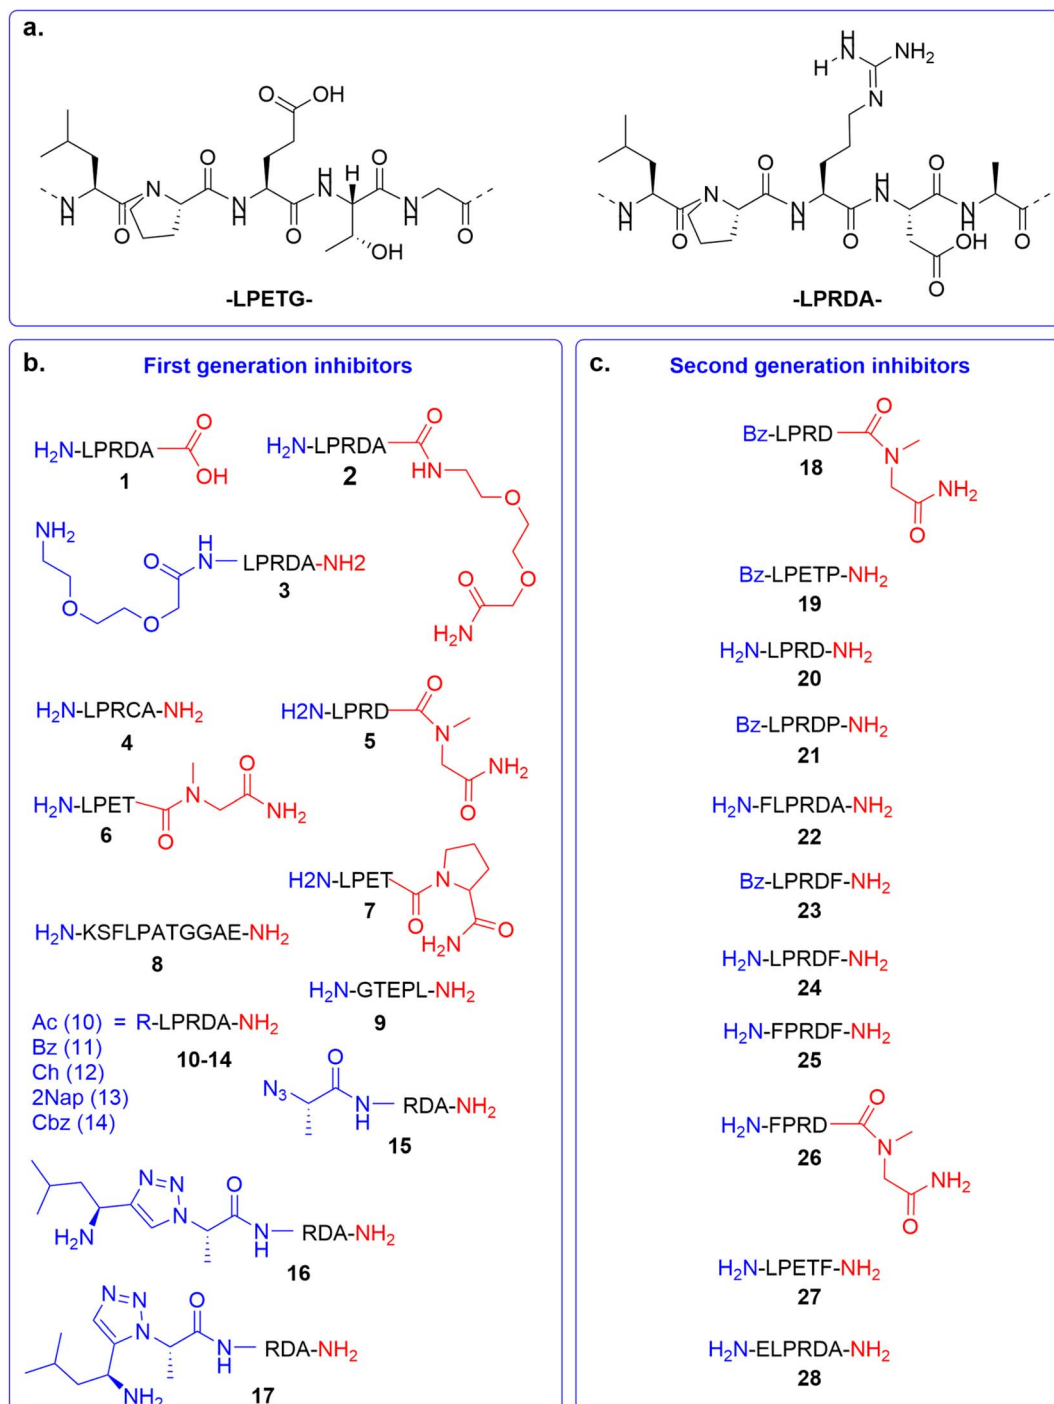 a.
H
N
H
NH₂
N
O
OH
O
N
H
O
N
H
O
H
N
H
OH
O
N
H
O
-LPETG-
N
H
O
N
O
N
H
O
H
N
O
OH
O
N
H
O
-LPRDA-
b.
First generation inhibitors
H₂N-LPRDA
O
OH
1
H₂N-LPRDA
O
HN
O
O
O
H₂N
2
NH₂
O
O
O
H
N
LPRDA-NH2
3
H₂N-LPRCA-NH₂
4
H2N-LPRD
O
N
O
NH₂
5
H₂N-LPET
O
N
O
NH₂
6
H2N-LPET
O
N
H₂N
O
7
H₂N-KSFLPATGGAE-NH₂
8
H₂N-GTEPL-NH₂
9
Ac (10) = R-LPRDA-NH₂
Bz (11)
Ch (12)
2Nap (13)
Cbz (14)
10-14
N₃
O
N
H
RDA-NH₂
15
H₂N
N=N
N
O
N
H
RDA-NH₂
16
N=N
N
NH₂
O
N
H
RDA-NH₂
17
c.
Second generation inhibitors
Bz-LPRD
O
N
O
NH₂
18
Bz-LPETP-NH₂
19
H₂N-LPRD-NH₂
20
Bz-LPRDP-NH₂
21
H₂N-FLPRDA-NH₂
22
Bz-LPRDF-NH₂
23
H₂N-LPRDF-NH₂
24
H₂N-FPRDF-NH₂
25
H₂N-FPRD
O
N
O
NH₂
26
H₂N-LPETF-NH₂
27
H₂N-ELPRDA-NH₂
28